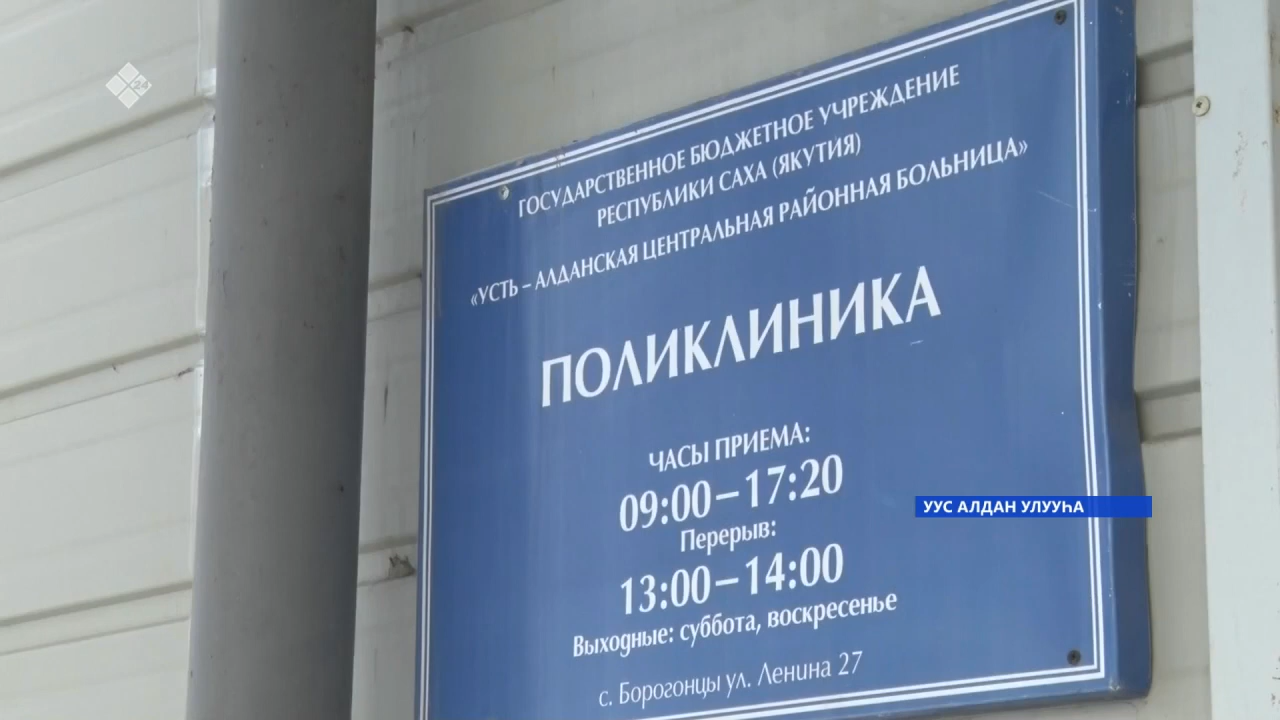 ГОСУДАРСТВЕННОЕ БЮДЖЕТНОЕ УЧРЕЖДЕНИЕ
РЕСПУБЛИКИ САХА (ЯКУТИЯ)
«УСТЬ – АЛДАНСКАЯ ЦЕНТРАЛЬНАЯ РАЙОННАЯ БОЛЬНИЦА»
ПОЛИКЛИНИКА
ЧАСЫ ПРИЕМА:
09:00 – 17:20
Перерыв:
13:00 – 14:00
Выходные: суббота, воскресенье
с. Борогонцы ул. Ленина 27
УУС АЛДАН УЛУУҺА
Х24